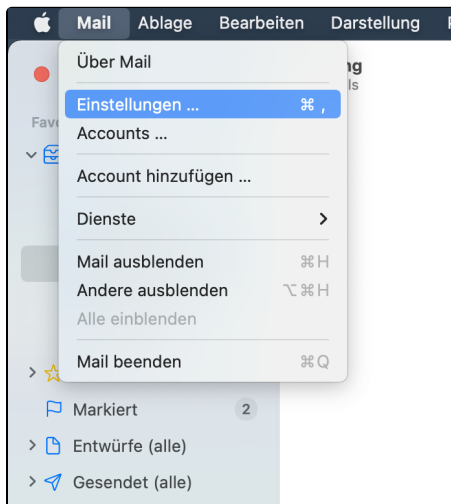 Mail Ablage Bearbeiten Darstellung
Über Mail
Einstellungen ... ⌘ ,
Accounts ...
Account hinzufügen ...
Dienste
Mail ausblenden ⌘H
Andere ausblenden ⌥⌘H
Alle einblenden
Mail beenden ⌘Q
Markiert 2
Entwürfe (alle)
Gesendet (alle)